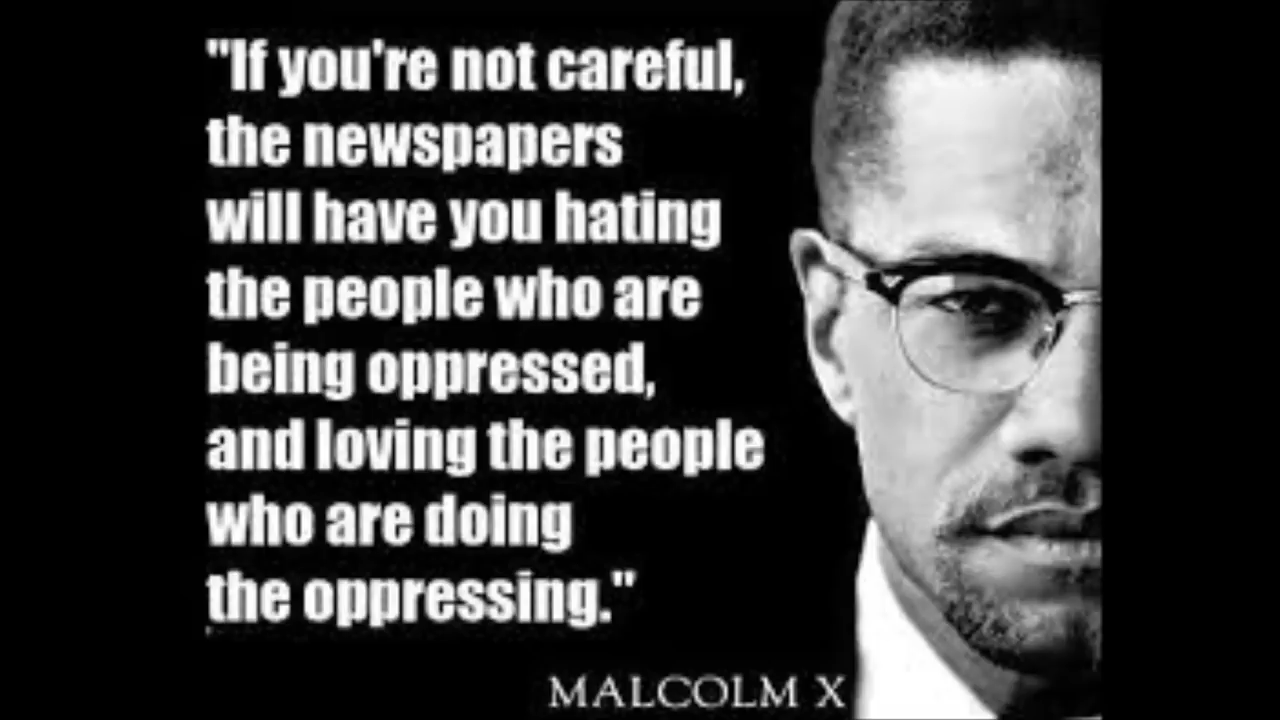 "If you're not careful,
the newspapers
will have you hating
the people who are
being oppressed,
and loving the people
who are doing
the oppressing."
MALCOLM X